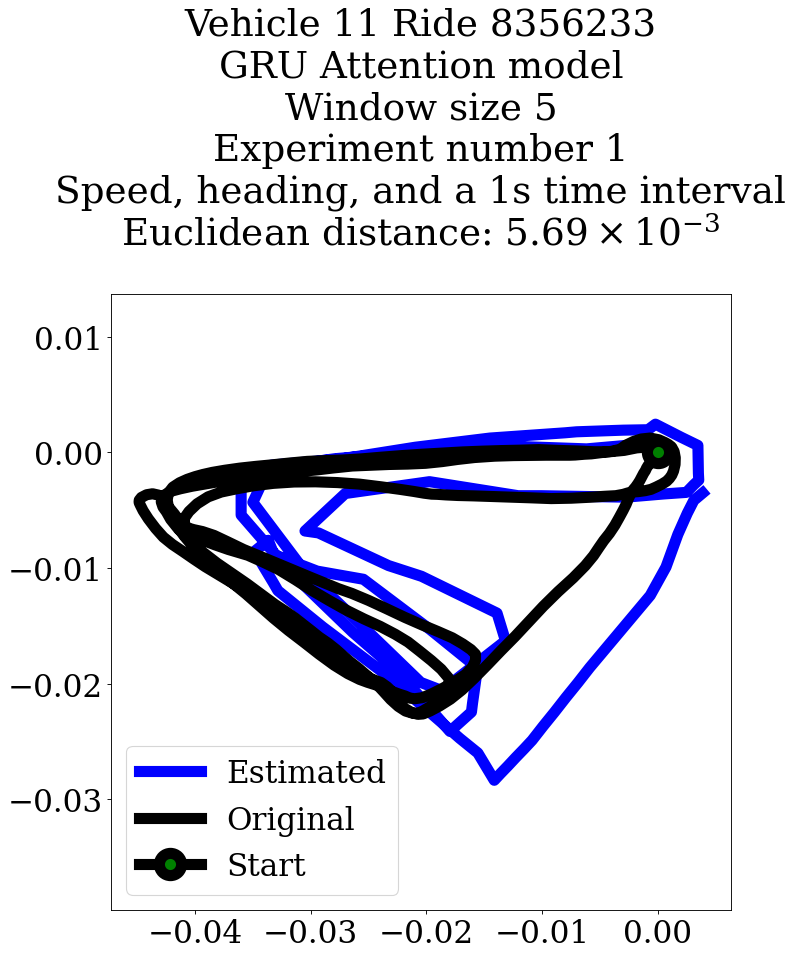 Vehicle 11 Ride 8356233
GRU Attention model
Window size 5
Experiment number 1
Speed, heading, and a 1s time interval
Euclidean distance: 5.69 × 10⁻³
0.01
0.00
−0.01
−0.02
−0.03
Estimated
Original
Start
−0.04 −0.03 −0.02 −0.01 0.00